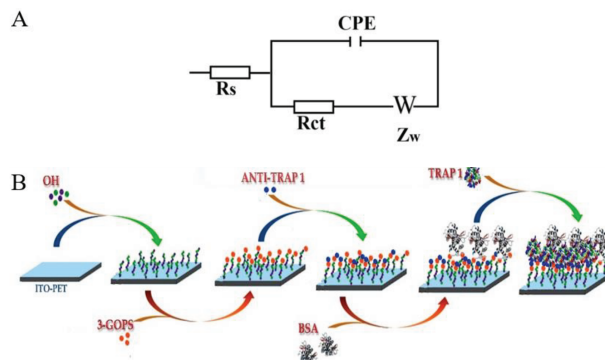 A
CPE
Rs
Rct
W
Zw
B
OH
ANTI-TRAP 1
TRAP 1
ITO-PET
3-GOPS
BSA